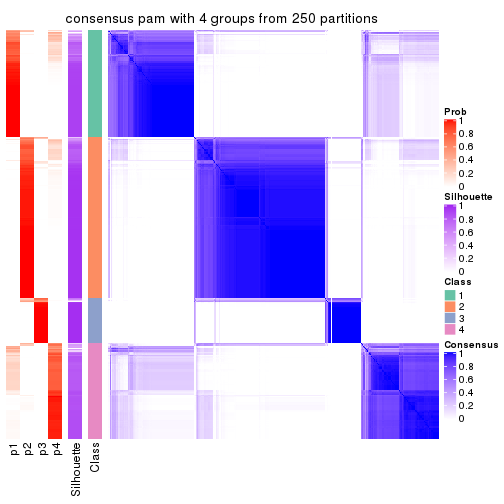 consensus pam with 4 groups from 250 partitions
Prob
1
0.8
0.6
0.4
0.2
0
Silhouette
1
0.8
0.6
0.4
0.2
0
Class
1
2
3
4
Consensus
1
0.8
0.6
0.4
0.2
0
p1
p2
p3
p4
Silhouette
Class